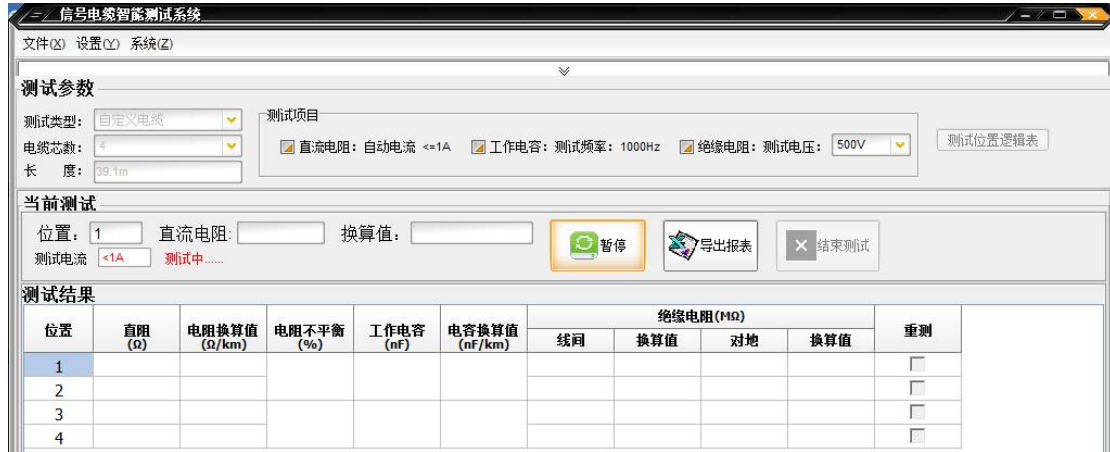 信号电缆智能测试系统
文件(X) 设置(Y) 系统(Z)
测试参数
测试类型: 自定义电缆
电缆芯数: 4
长 度: 39.1m
测试项目
直流电阻: 自动电流 <=1A 工作电容: 测试频率: 1000Hz 绝缘电阻: 测试电压: 500V
测试位置逻辑表
当前测试
位置: 1 直流电阻: 换算值:
测试电流 <1A 测试中......
暂停 导出报表 结束测试
测试结果
位置 直阻(Ω) 电阻换算值(Ω/km) 电阻不平衡(%) 工作电容(nF) 电容换算值(nF/km) 绝缘电阻(MΩ) 重测
线间 换算值 对地 换算值
1
2
3
4